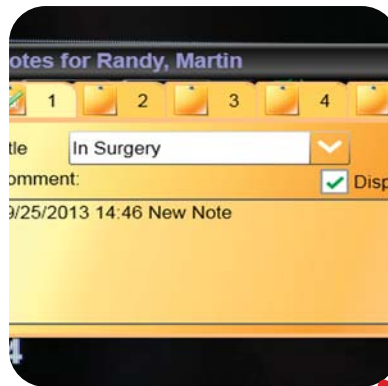 otes for Randy, Martin
1 2 3 4
tle In Surgery
omment: Disp
9/25/2013 14:46 New Note
4